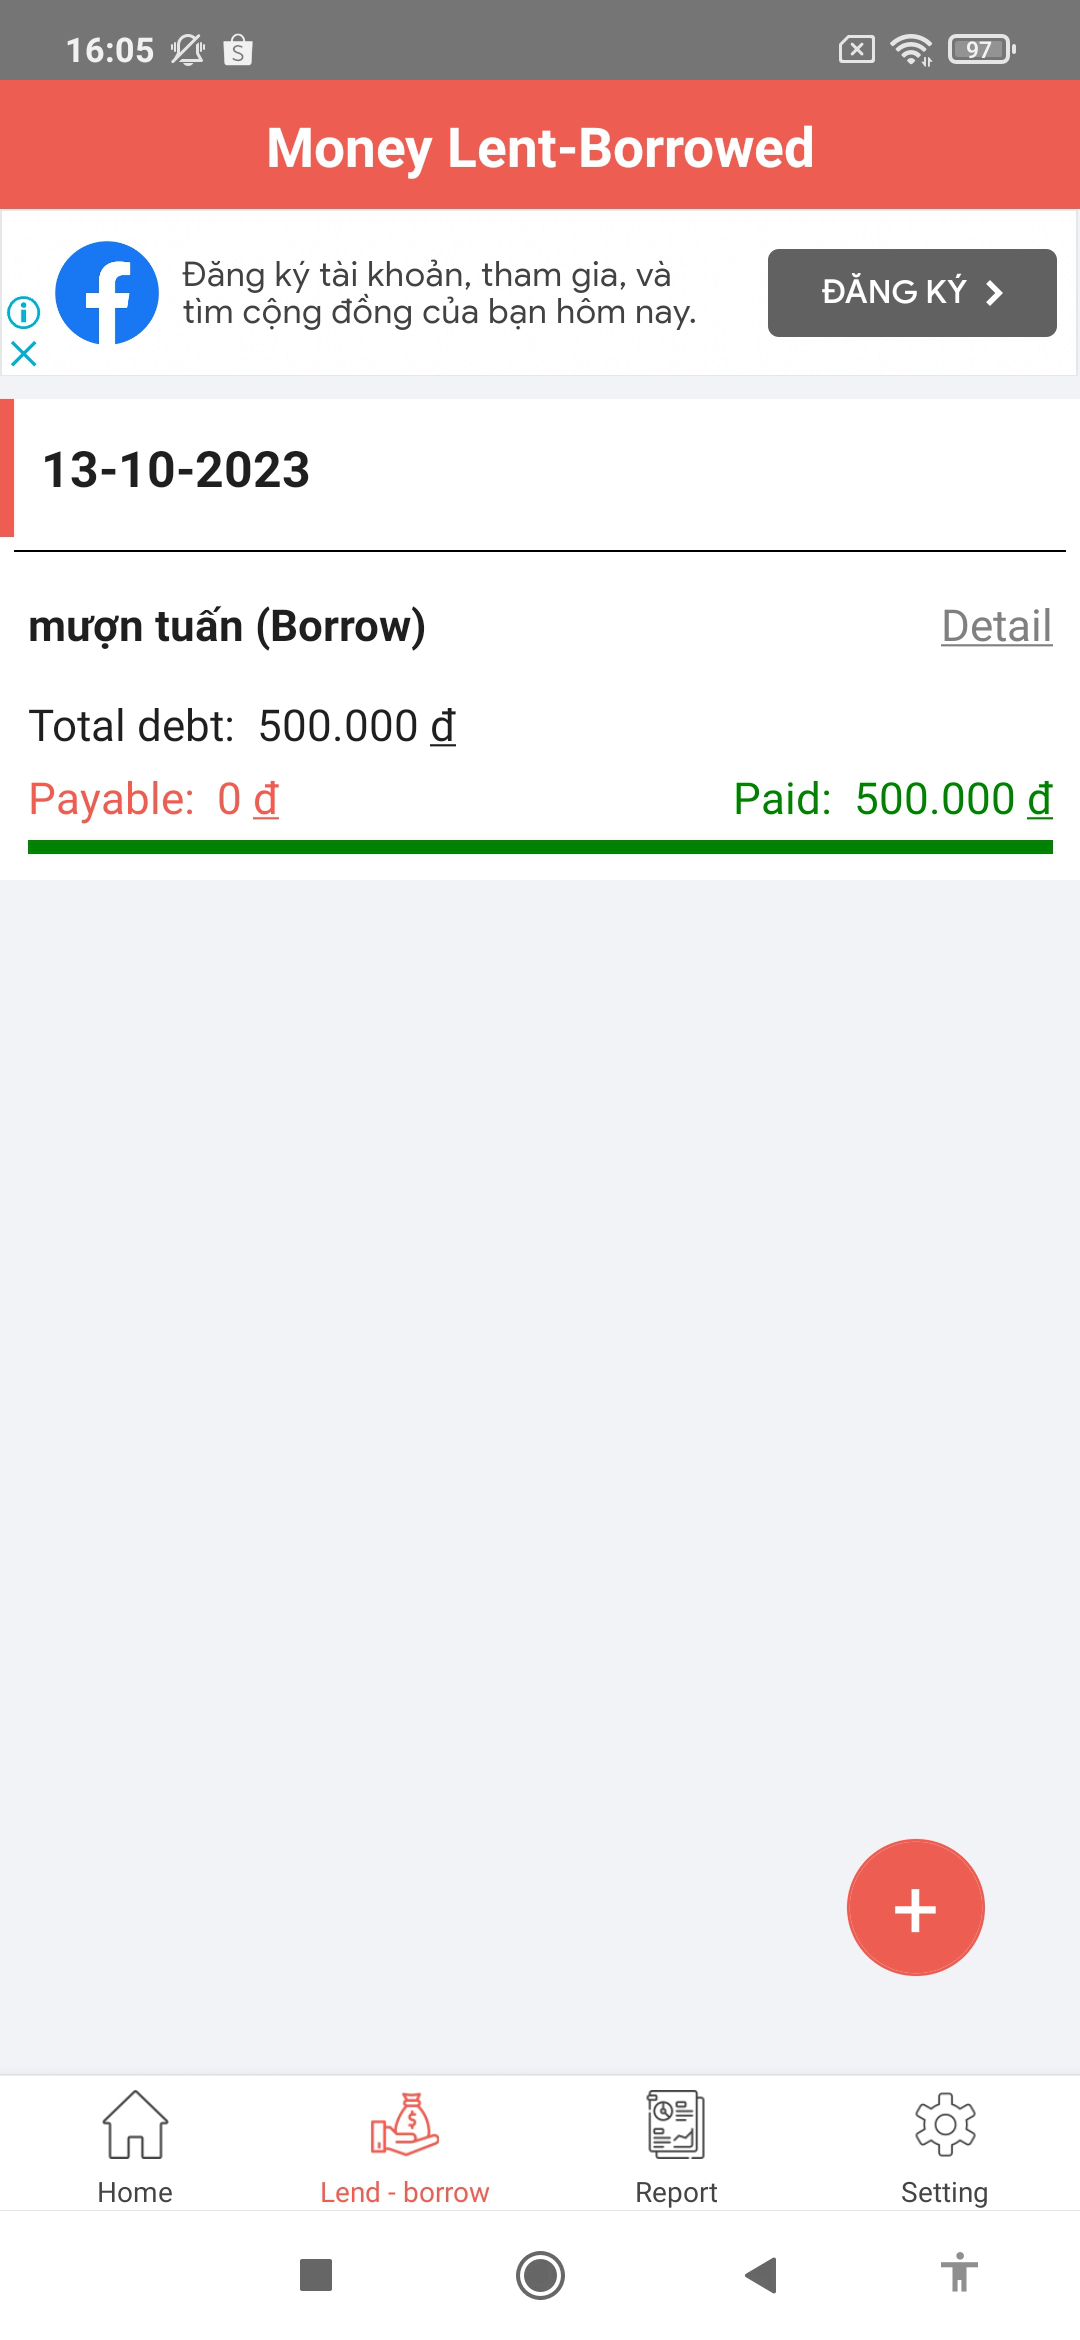 16:05
97
Money Lent-Borrowed
Đăng ký tài khoản, tham gia, và
tìm cộng đồng của bạn hôm nay.
ĐĂNG KÝ
13-10-2023
mượn tuấn (Borrow)
Detail
Total debt: 500.000 ₫
Payable: 0 ₫
Paid: 500.000 ₫
Home
Lend - borrow
Report
Setting